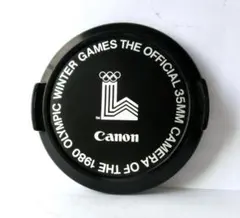 THE OFFICIAL 35MM CAMERA OF THE 1980 OLYMPIC WINTER GAMES
Canon